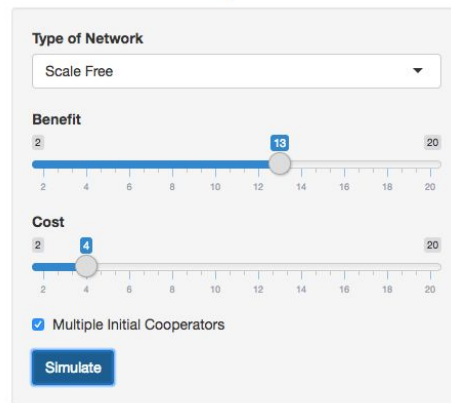 Type of Network
Scale Free
Benefit
2 13 20
2 4 6 8 10 12 14 16 18 20
Cost
2 4 20
2 4 6 8 10 12 14 16 18 20
Multiple Initial Cooperators
Simulate